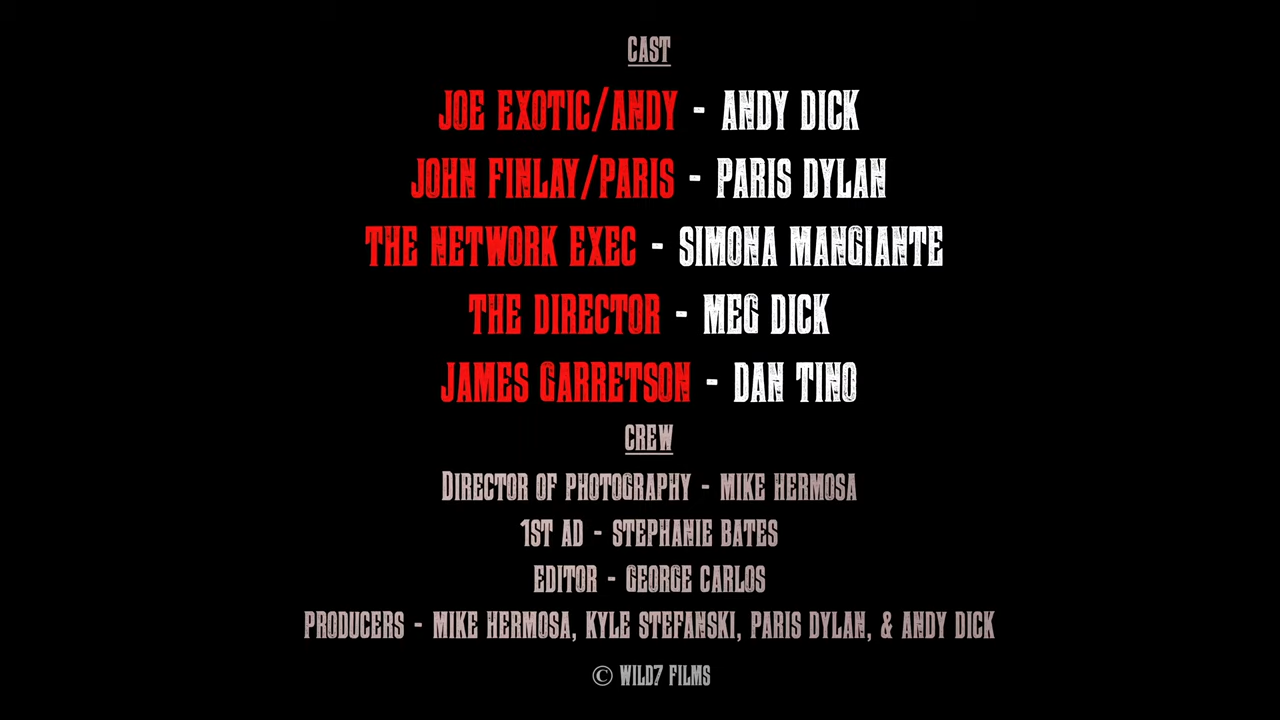 CAST
JOE EXOTIC/ANDY - ANDY DICK
JOHN FINLAY/PARIS - PARIS DYLAN
THE NETWORK EXEC - SIMONA MANGIANTE
THE DIRECTOR - MEG DICK
JAMES GARRETSON - DAN TINO
CREW
DIRECTOR OF PHOTOGRAPHY - MIKE HERMOSA
1ST AD - STEPHANIE BATES
EDITOR - GEORGE CARLOS
PRODUCERS - MIKE HERMOSA, KYLE STEFANSKI, PARIS DYLAN, & ANDY DICK
© WILD7 FILMS